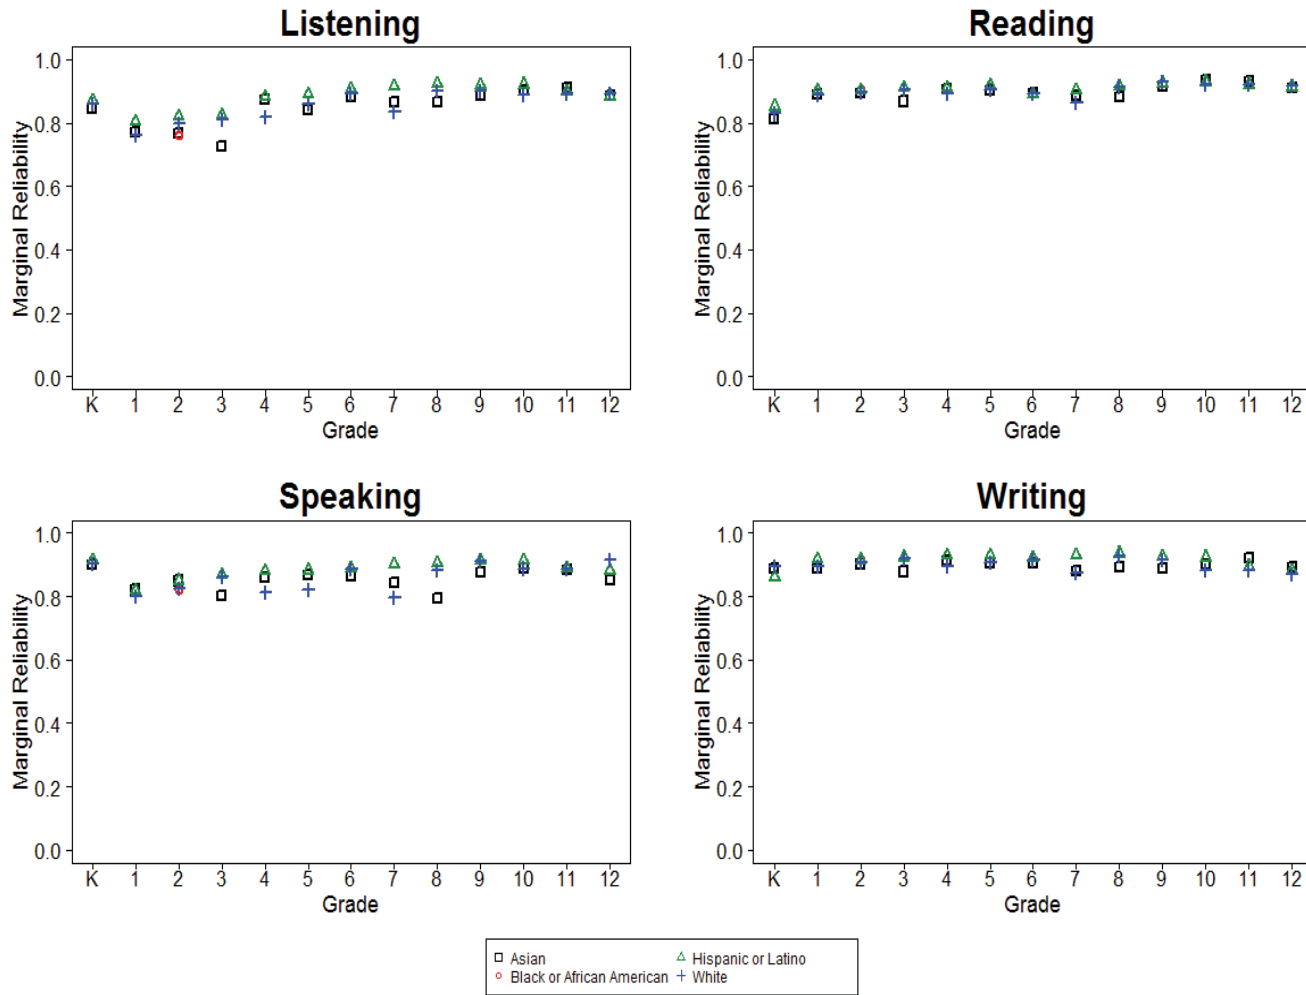 Listening
1.0
0.8
0.6
0.4
0.2
0.0
Marginal Reliability
K 1 2 3 4 5 6 7 8 9 10 11 12
Grade
Reading
1.0
0.8
0.6
0.4
0.2
0.0
Marginal Reliability
K 1 2 3 4 5 6 7 8 9 10 11 12
Grade
Speaking
1.0
0.8
0.6
0.4
0.2
0.0
Marginal Reliability
K 1 2 3 4 5 6 7 8 9 10 11 12
Grade
Writing
1.0
0.8
0.6
0.4
0.2
0.0
Marginal Reliability
K 1 2 3 4 5 6 7 8 9 10 11 12
Grade
Asian Hispanic or Latino
Black or African American White